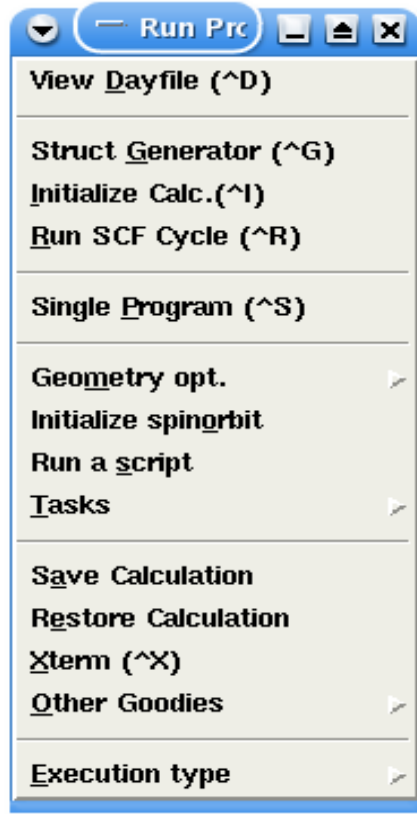 Run Prc
View Dayfile (^D)
Struct Generator (^G)
Initialize Calc.(^I)
Run SCF Cycle (^R)
Single Program (^S)
Geometry opt.
Initialize spinorbit
Run a script
Tasks
Save Calculation
Restore Calculation
Xterm (^X)
Other Goodies
Execution type